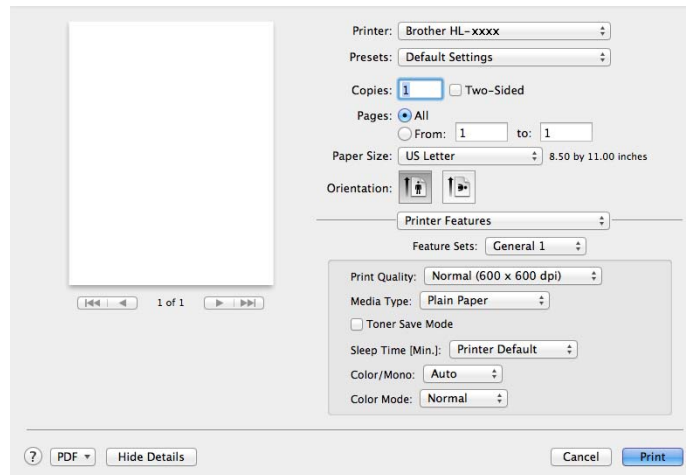 Printer: Brother HL-xxxx
Presets: Default Settings
Copies: 1 Two-Sided
Pages: All
From: 1 to: 1
Paper Size: US Letter 8.50 by 11.00 inches
Orientation:
Printer Features
Feature Sets: General 1
Print Quality: Normal (600 x 600 dpi)
Media Type: Plain Paper
Toner Save Mode
Sleep Time [Min.]: Printer Default
Color/Mono: Auto
Color Mode: Normal
1 of 1
? PDF Hide Details Cancel Print